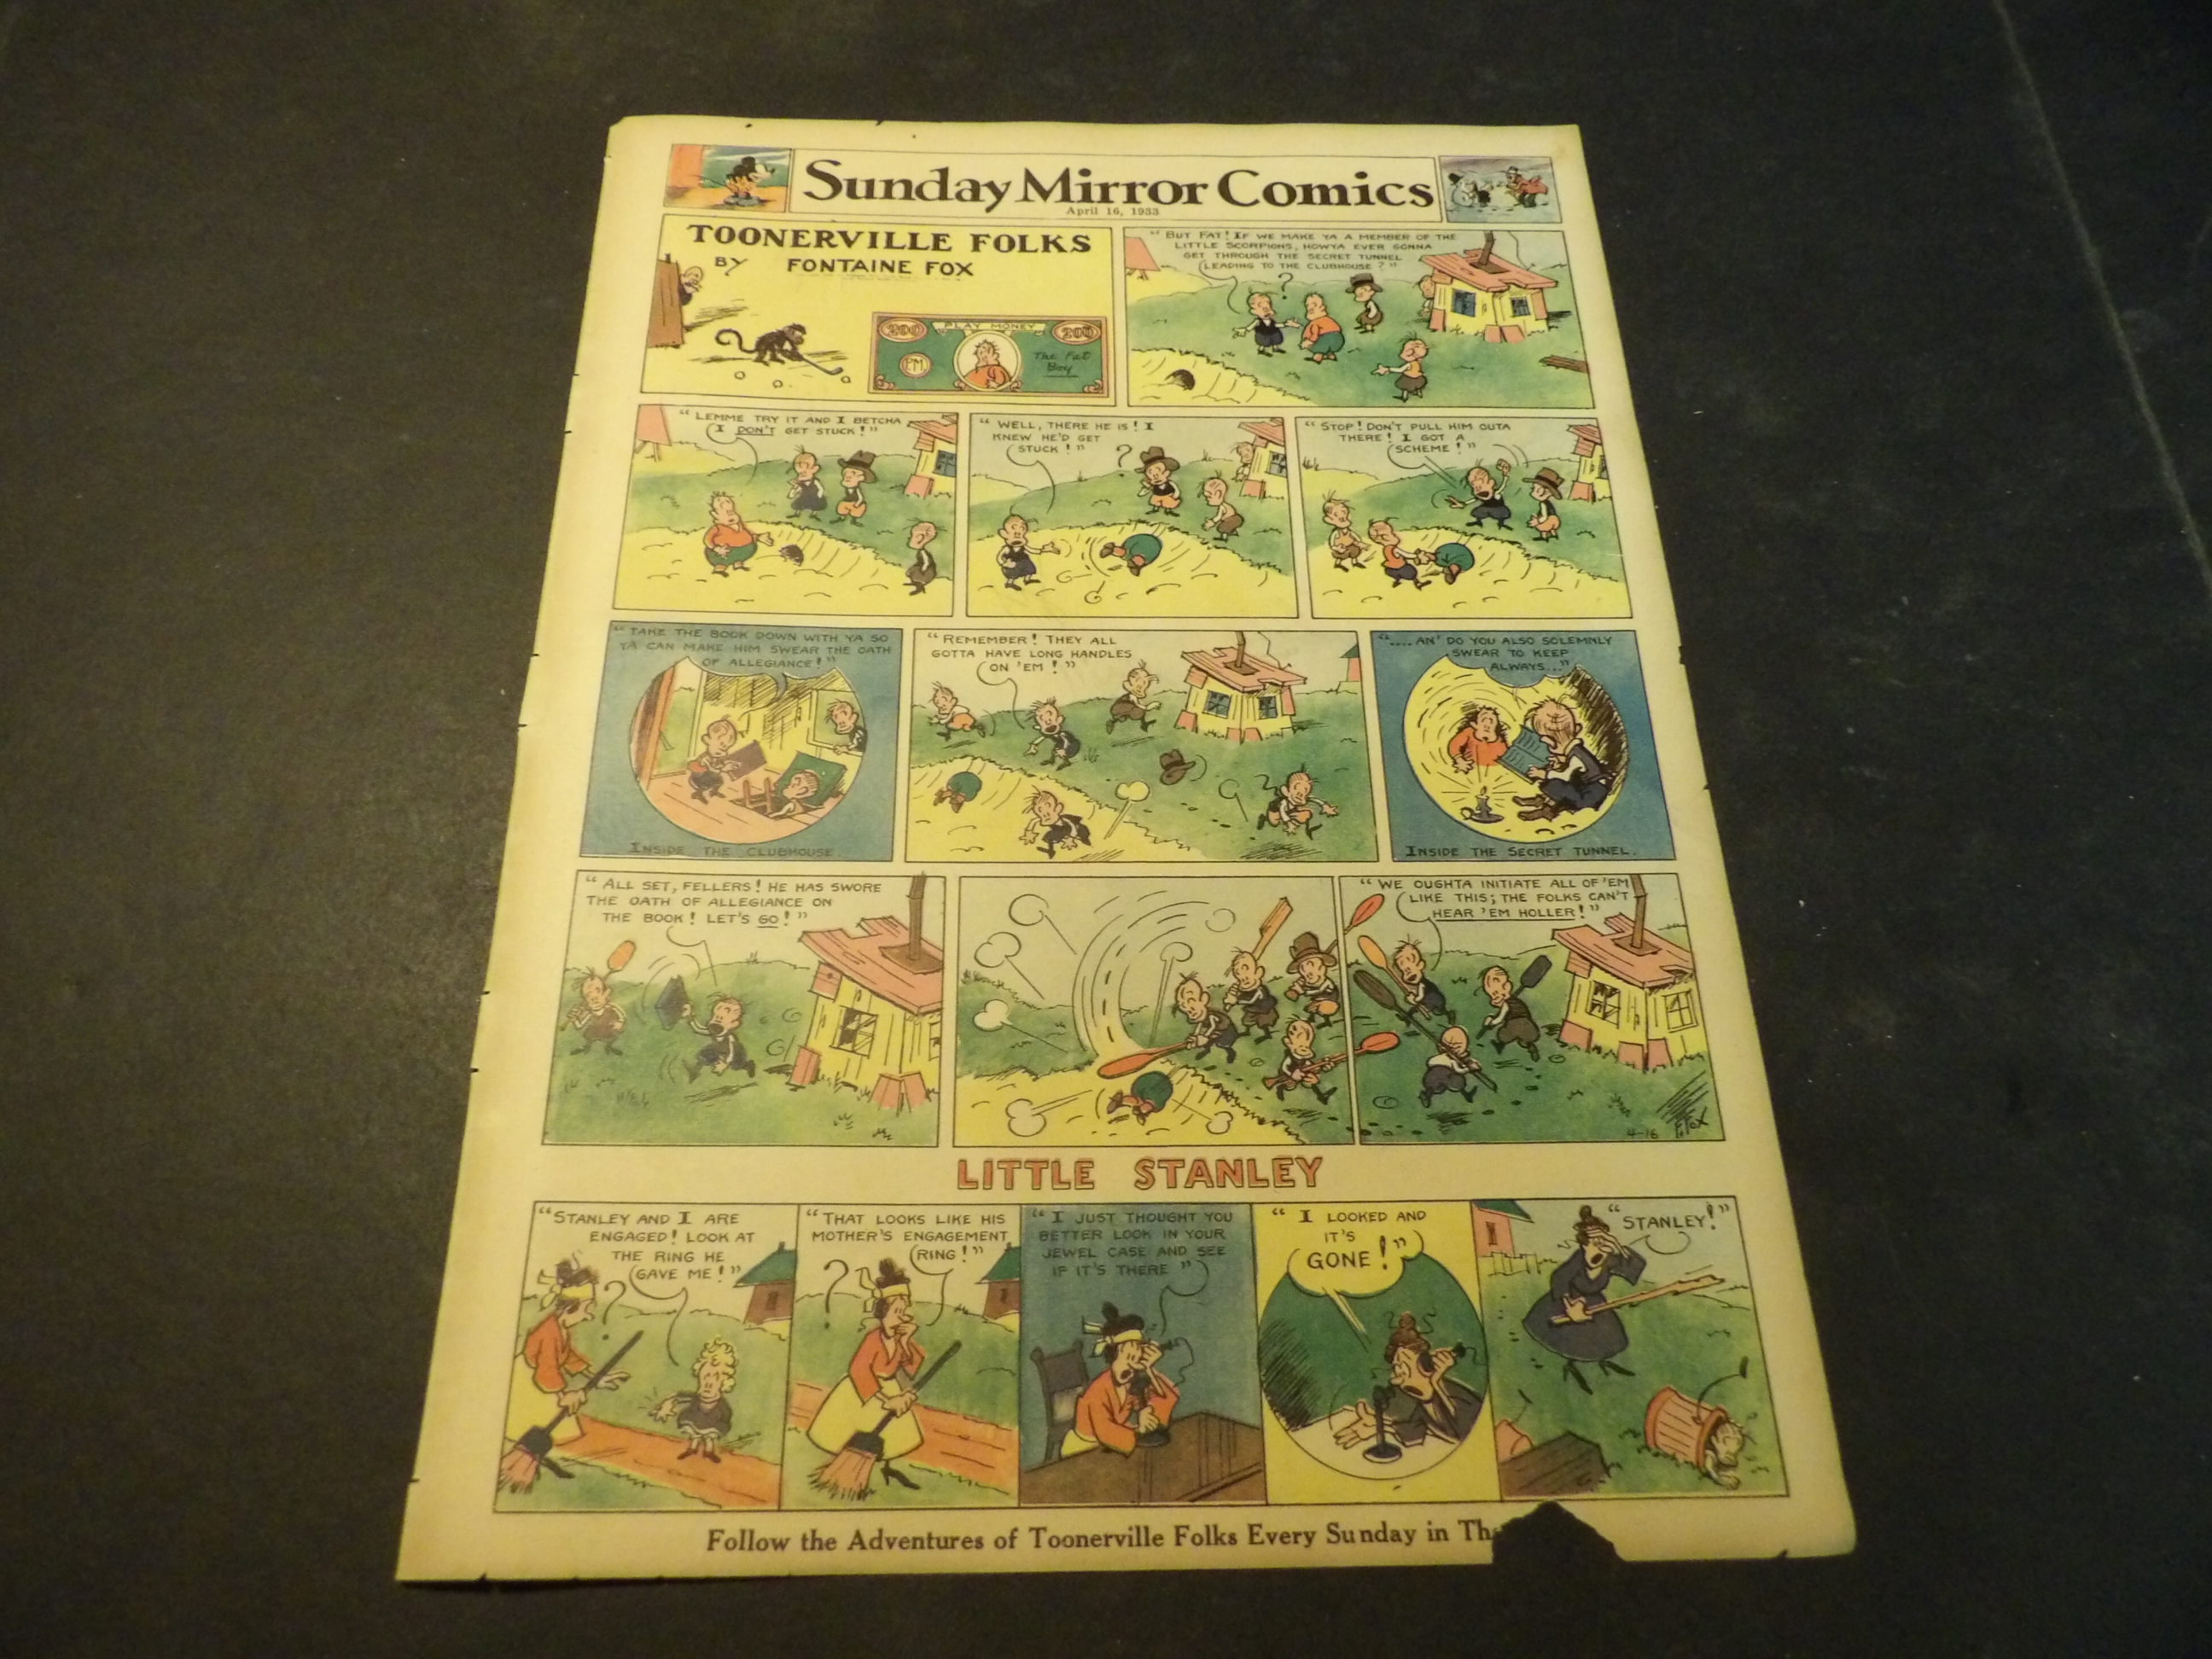 Sunday Mirror Comics
April 16, 1933
TOONERVILLE FOLKS
BY FONTAINE FOX
200 PLAY MONEY 200
PM
The Fat
Boy
"BUT FAT! IF WE MAKE YA A MEMBER OF THE
LITTLE SCORPIONS, HOWYA EVER GONNA
GET THROUGH THE SECRET TUNNEL
LEADING TO THE CLUBHOUSE?"
?
"LEMME TRY IT AND I BETCHA
I DON'T GET STUCK!"
"WELL, THERE HE IS! I
KNEW HE'D GET
STUCK!"
?
"STOP! DON'T PULL HIM OUTA
THERE! I GOT A
SCHEME!"
"TAKE THE BOOK DOWN WITH YA SO
YA CAN MAKE HIM SWEAR THE OATH
OF ALLEGIANCE!"
INSIDE THE CLUBHOUSE.
"REMEMBER! THEY ALL
GOTTA HAVE LONG HANDLES
ON 'EM!"
".... AN' DO YOU ALSO SOLEMNLY
SWEAR TO KEEP
ALWAYS..."
INSIDE THE SECRET TUNNEL.
"ALL SET, FELLERS! HE HAS SWORE
THE OATH OF ALLEGIANCE ON
THE BOOK! LET'S GO!"
"WE OUGHTA INITIATE ALL OF 'EM
LIKE THIS; THE FOLKS CAN'T
HEAR 'EM HOLLER!"
4-16 F.FOX
LITTLE STANLEY
"STANLEY AND I ARE
ENGAGED! LOOK AT
THE RING HE
GAVE ME!"
?
"THAT LOOKS LIKE HIS
MOTHER'S ENGAGEMENT
RING!"
?
"I JUST THOUGHT YOU
BETTER LOOK IN YOUR
JEWEL CASE AND SEE
IF IT'S THERE"
"I LOOKED AND
IT'S
GONE!"
"STANLEY!"
Follow the Adventures of Toonerville Folks Every Sunday in Th